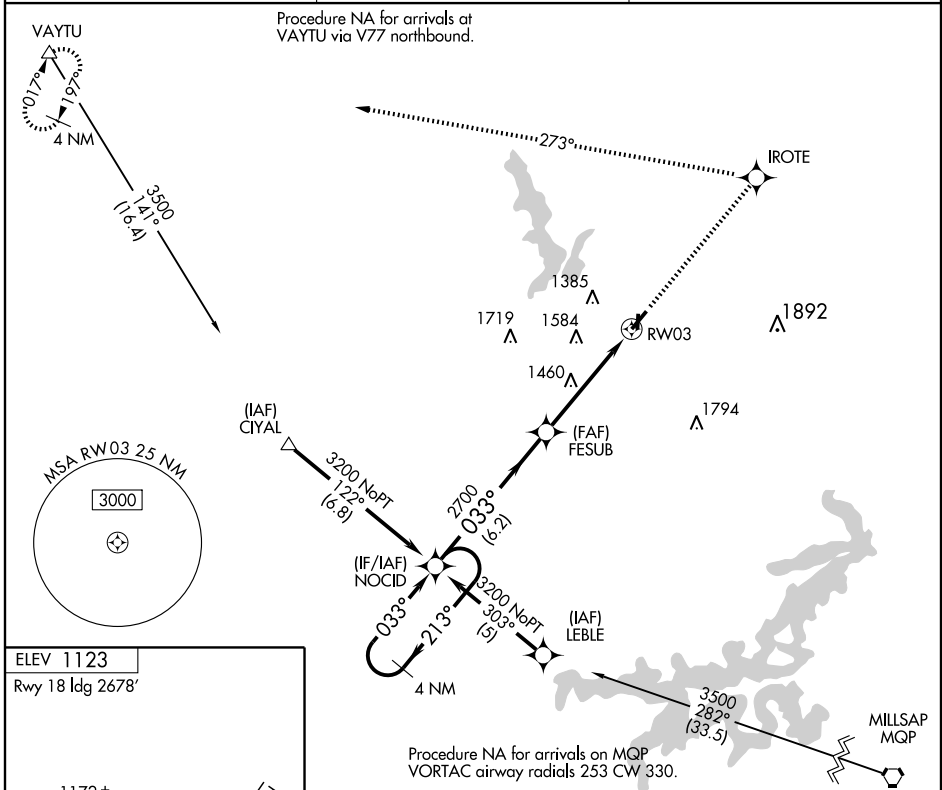 Procedure NA for arrivals at
VAYTU via V77 northbound.
VAYTU
017°
197°
4 NM
273°
IROTE
3500
141°
(16.4)
1385
1719
1584
1892
RW03
1460
1794
(IAF)
CIYAL
(FAF)
FESUB
MSA RW03 25 NM
3000
3200 NoPT
122°
(6.8)
2700
033°
(6.2)
(IF/IAF)
NOCID
3200 NoPT
303°
(5)
033°
213°
(IAF)
LEBLE
4 NM
ELEV 1123
Rwy 18 ldg 2678'
3500
282°
(33.5)
MILLSAP
MQP
Procedure NA for arrivals on MQP
VORTAC airway radials 253 CW 330.